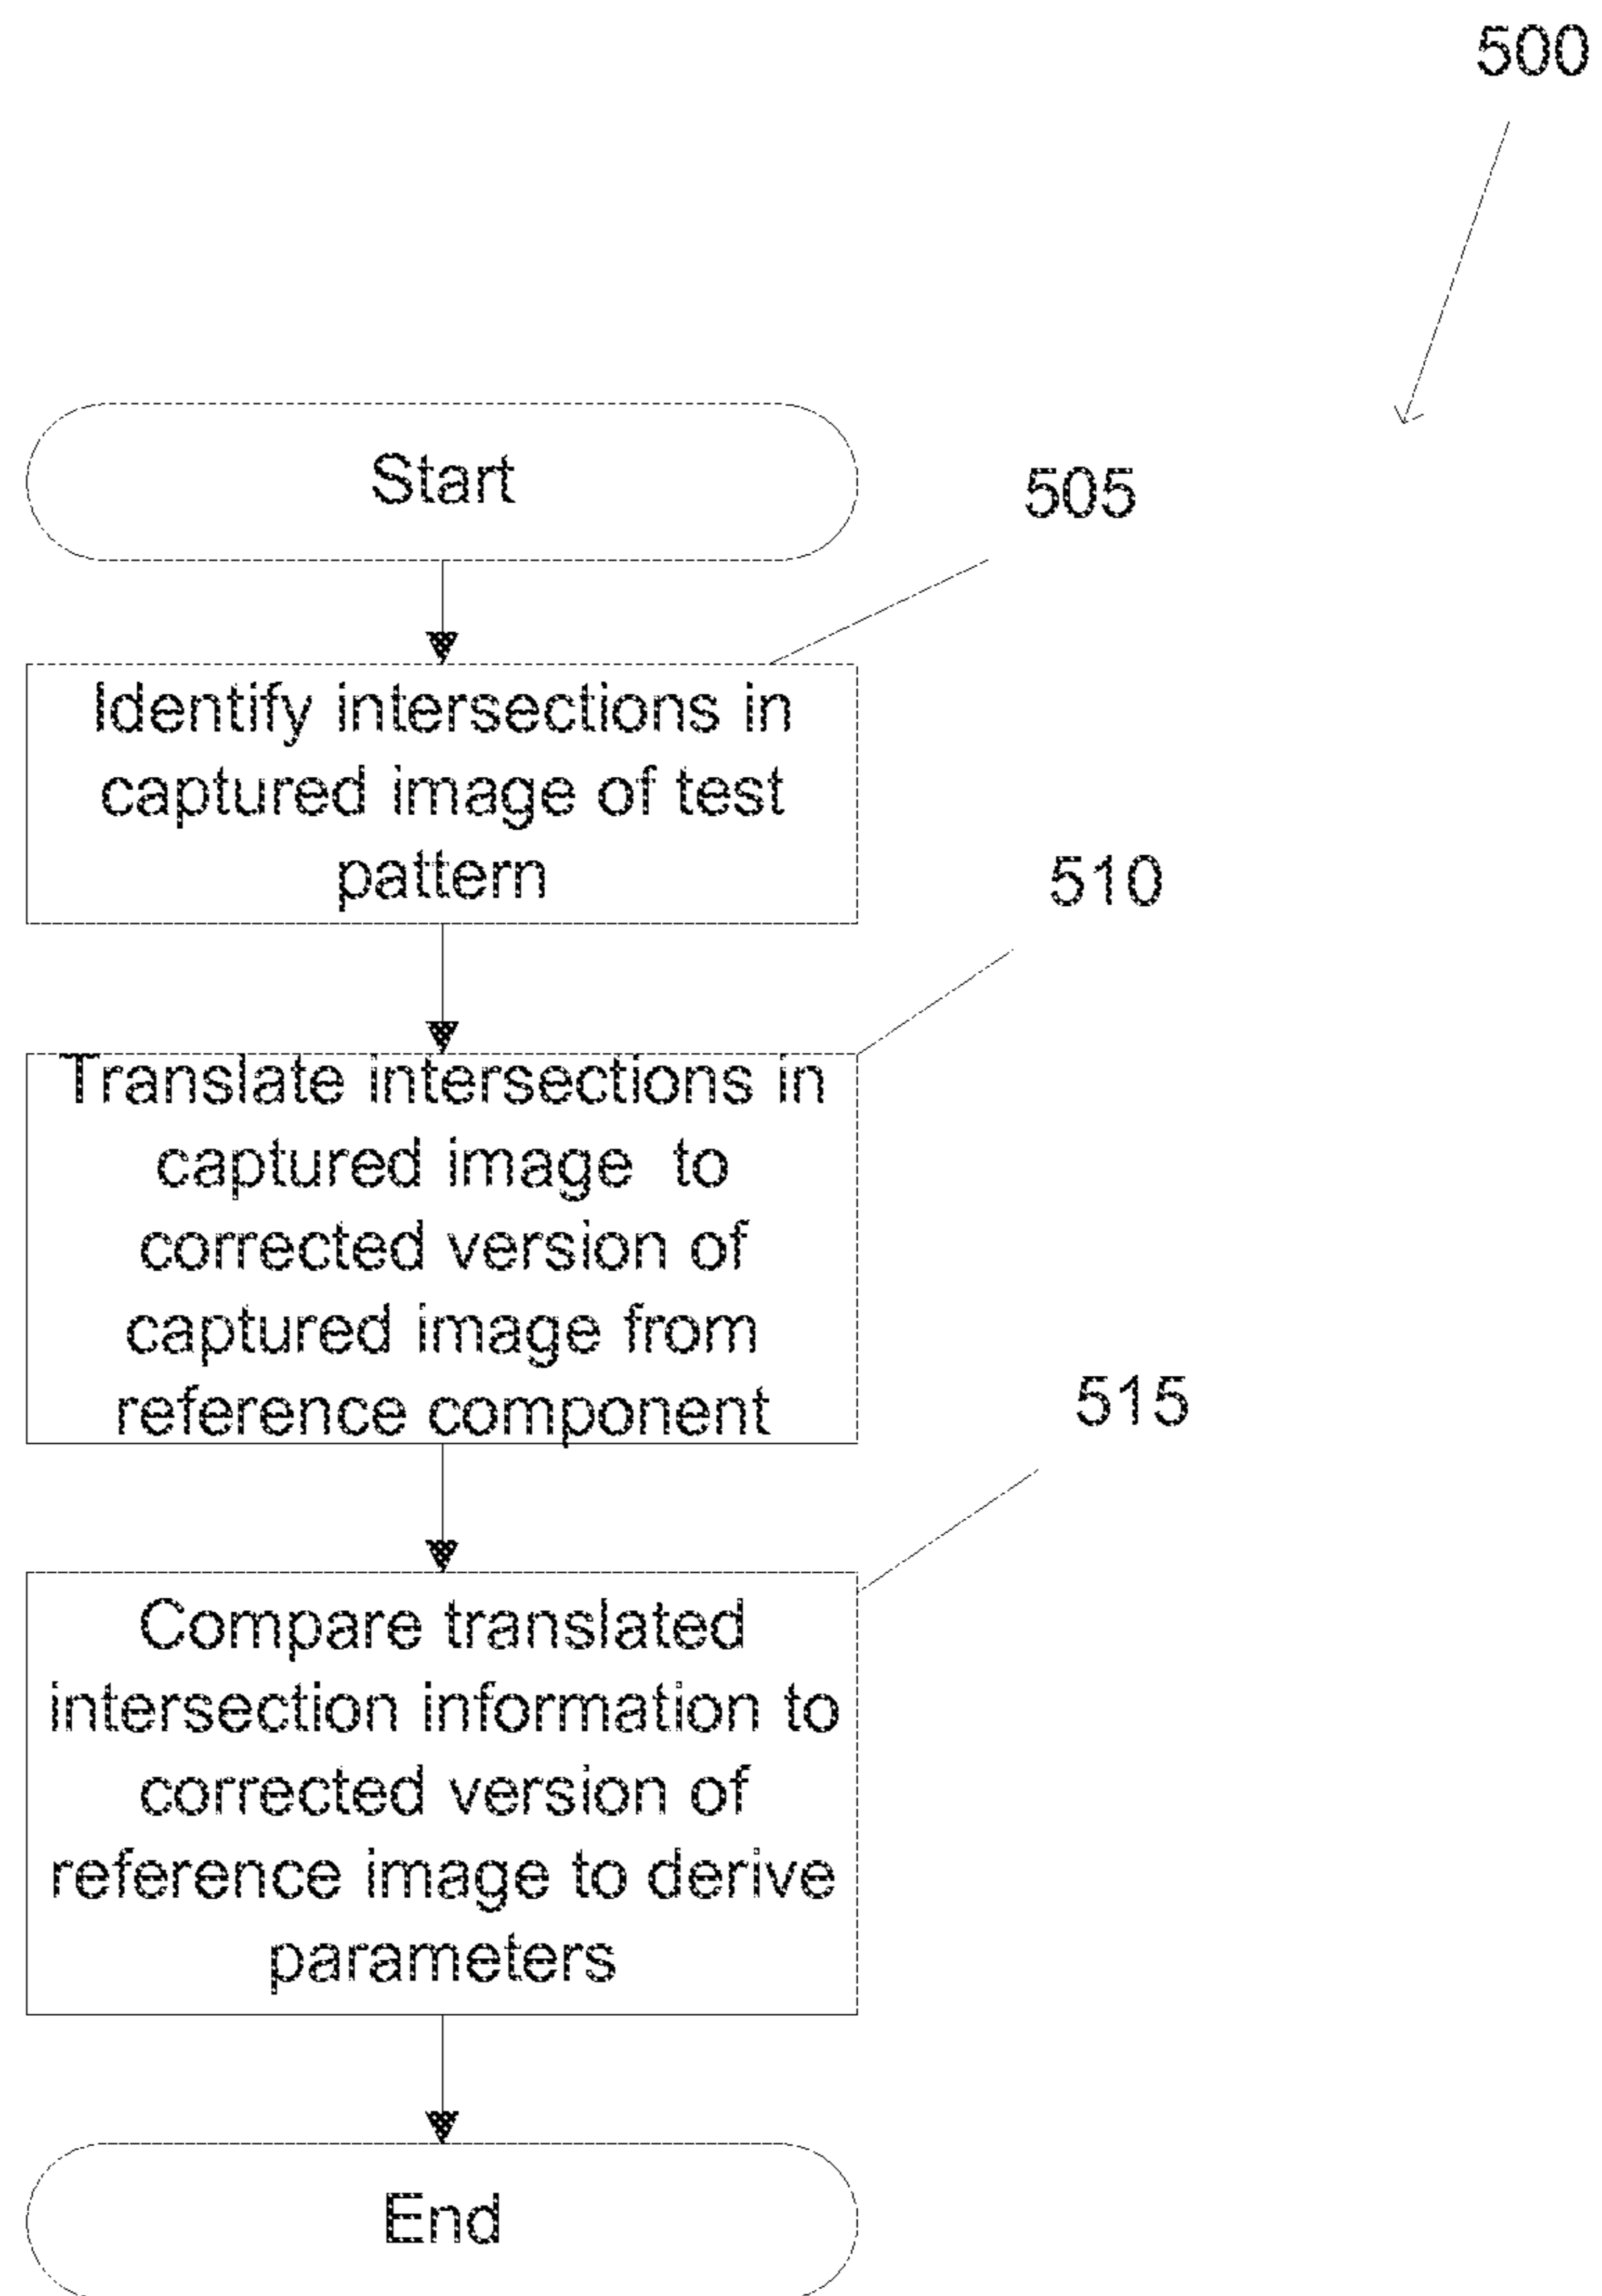 500
Start
505
Identify intersections in
captured image of test
pattern
510
Translate intersections in
captured image to
corrected version of
captured image from
reference component
515
Compare translated
intersection information to
corrected version of
reference image to derive
parameters
End